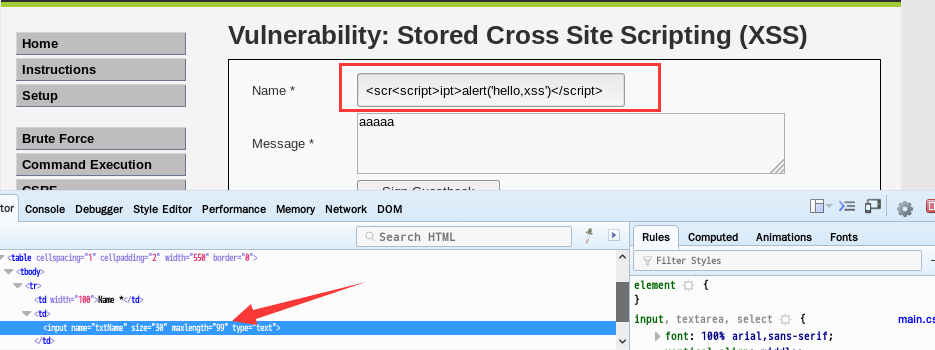 Vulnerability: Stored Cross Site Scripting (XSS)
Home
Instructions
Setup
Brute Force
Command Execution
CSRF
Name *
<scr<script>ipt>alert('hello,xss')</script>
Message *
aaaaa
Sign Guestbook
tor Console Debugger Style Editor Performance Memory Network DOM
Search HTML
<table cellspacing="1" cellpadding="2" width="550" border="0">
<tbody>
<tr>
<td width="100">Name *</td>
<td>
<input name="txtName" size="30" maxlength="99" type="text">
</td>
Rules Computed Animations Fonts
Filter Styles
element {
}
input, textarea, select {
main.cs
font: 100% arial,sans-serif;
vertical-align: middle;